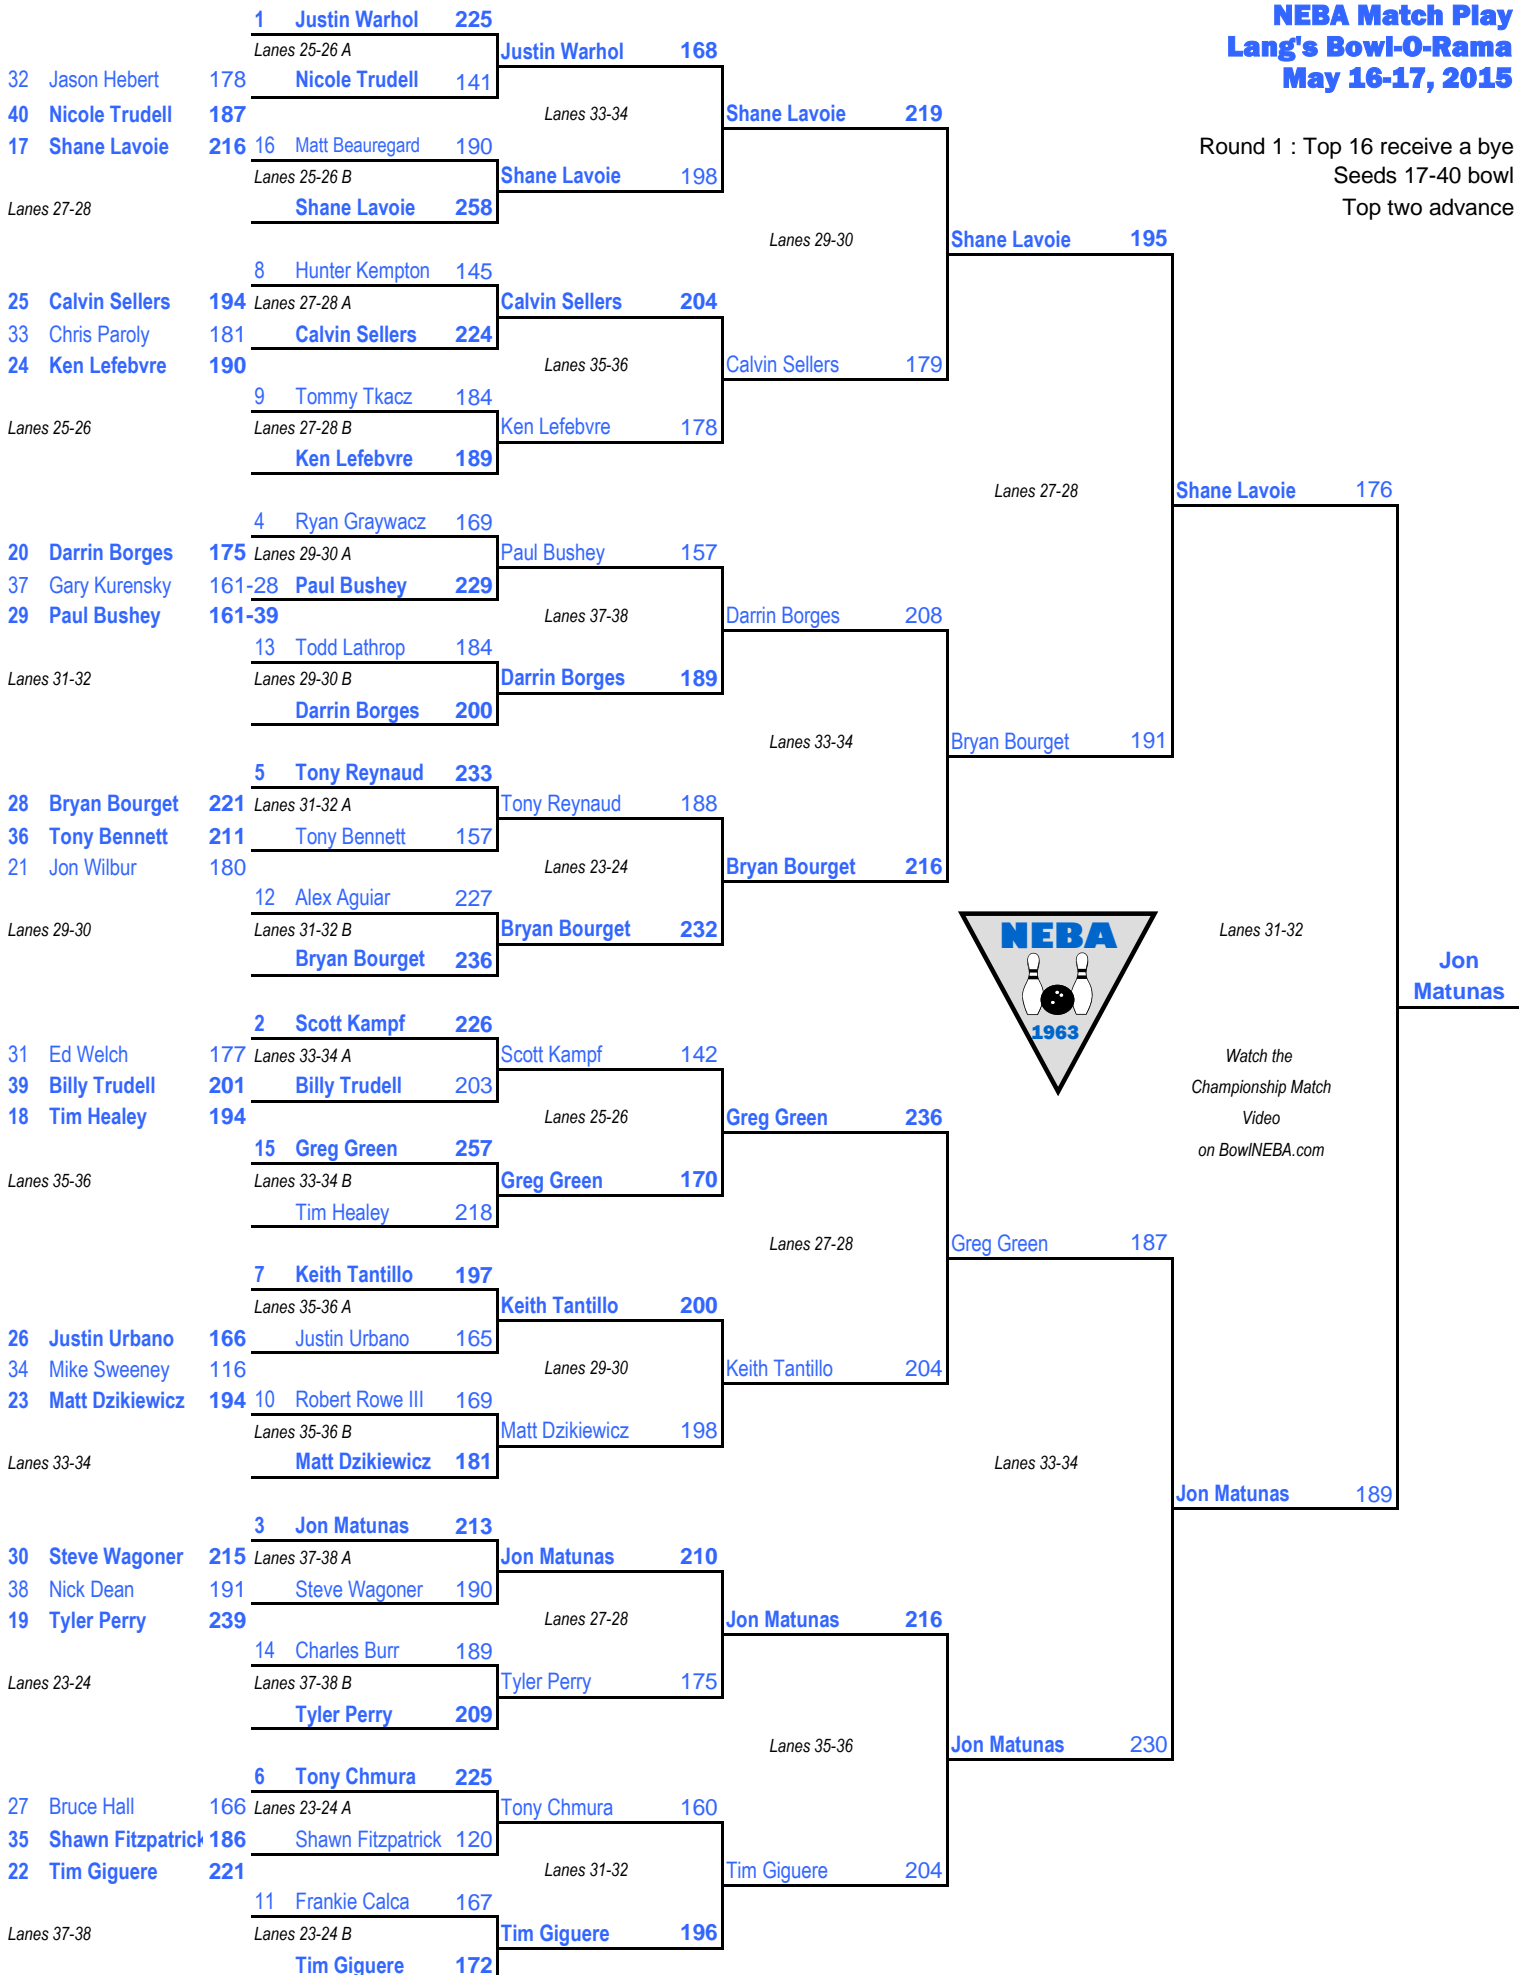 NEBA Match Play
Lang's Bowl-O-Rama
May 16-17, 2015
Round 1 : Top 16 receive a bye
Seeds 17-40 bowl
Top two advance
32 Jason Hebert 178
40 Nicole Trudell 187
17 Shane Lavoie 216
Lanes 27-28
25 Calvin Sellers 194
33 Chris Paroly 181
24 Ken Lefebvre 190
Lanes 25-26
20 Darrin Borges 175
37 Gary Kurensky 161-28
29 Paul Bushey 161-39
Lanes 31-32
28 Bryan Bourget 221
36 Tony Bennett 211
21 Jon Wilbur 180
Lanes 29-30
31 Ed Welch 177
39 Billy Trudell 201
18 Tim Healey 194
Lanes 35-36
26 Justin Urbano 166
34 Mike Sweeney 116
23 Matt Dzikiewicz 194
Lanes 33-34
30 Steve Wagoner 215
38 Nick Dean 191
19 Tyler Perry 239
Lanes 23-24
27 Bruce Hall 166
35 Shawn Fitzpatrick 186
22 Tim Giguere 221
Lanes 37-38
1 Justin Warhol 225
Lanes 25-26 A
Nicole Trudell 141
16 Matt Beauregard 190
Lanes 25-26 B
Shane Lavoie 258
8 Hunter Kempton 145
Lanes 27-28 A
Calvin Sellers 224
9 Tommy Tkacz 184
Lanes 27-28 B
Ken Lefebvre 189
4 Ryan Graywacz 169
Lanes 29-30 A
Paul Bushey 229
13 Todd Lathrop 184
Lanes 29-30 B
Darrin Borges 200
5 Tony Reynaud 233
Lanes 31-32 A
Tony Bennett 157
12 Alex Aguiar 227
Lanes 31-32 B
Bryan Bourget 236
2 Scott Kampf 226
Lanes 33-34 A
Billy Trudell 203
15 Greg Green 257
Lanes 33-34 B
Tim Healey 218
7 Keith Tantillo 197
Lanes 35-36 A
Justin Urbano 165
10 Robert Rowe III 169
Lanes 35-36 B
Matt Dzikiewicz 181
3 Jon Matunas 213
Lanes 37-38 A
Steve Wagoner 190
14 Charles Burr 189
Lanes 37-38 B
Tyler Perry 209
6 Tony Chmura 225
Lanes 23-24 A
Shawn Fitzpatrick 120
11 Frankie Calca 167
Lanes 23-24 B
Tim Giguere 172
Justin Warhol 168
Lanes 33-34
Shane Lavoie 198
Calvin Sellers 204
Lanes 35-36
Ken Lefebvre 178
Paul Bushey 157
Lanes 37-38
Darrin Borges 189
Tony Reynaud 188
Lanes 23-24
Bryan Bourget 232
Scott Kampf 142
Lanes 25-26
Greg Green 170
Keith Tantillo 200
Lanes 29-30
Matt Dzikiewicz 198
Jon Matunas 210
Lanes 27-28
Tyler Perry 175
Tony Chmura 160
Lanes 31-32
Tim Giguere 196
Shane Lavoie 219
Lanes 29-30
Calvin Sellers 179
Darrin Borges 208
Lanes 33-34
Bryan Bourget 216
Greg Green 236
Lanes 27-28
Keith Tantillo 204
Jon Matunas 216
Lanes 35-36
Tim Giguere 204
Shane Lavoie 195
Lanes 27-28
Bryan Bourget 191
Greg Green 187
Lanes 33-34
Jon Matunas 230
Shane Lavoie 176
Lanes 31-32
Jon Matunas 189
Jon
Matunas
NEBA
1963
Watch the
Championship Match
Video
on BowlNEBA.com